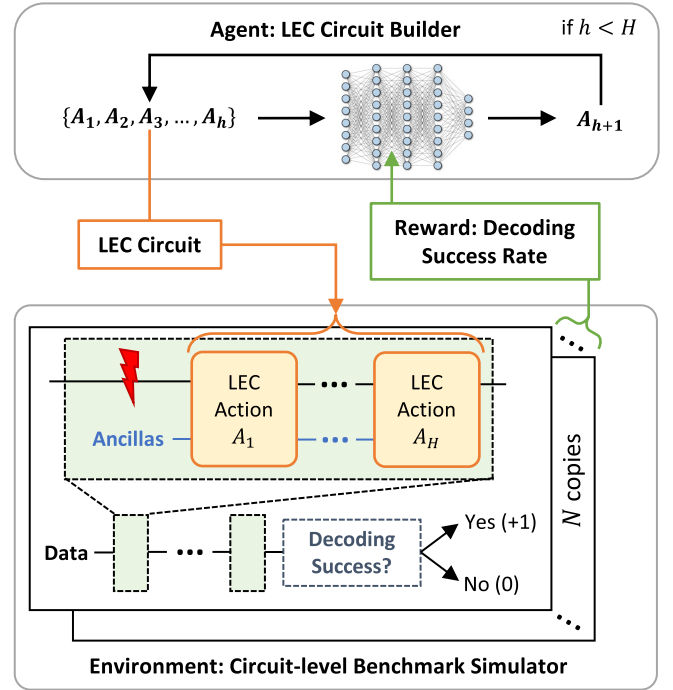 Agent: LEC Circuit Builder
if h < H
{A₁, A₂, A₃, ..., Aₕ}
Aₕ₊₁
LEC Circuit
Reward: Decoding
Success Rate
LEC
Action
A₁
LEC
Action
A_H
Ancillas
N copies
Data
Decoding
Success?
Yes (+1)
No (0)
Environment: Circuit-level Benchmark Simulator